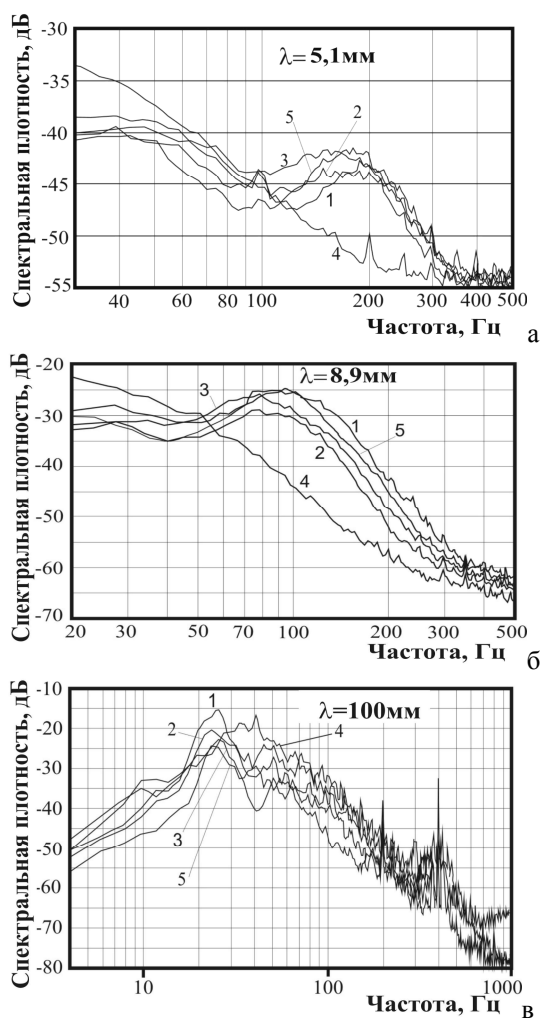 Спектральная плотность, дБ
-30
λ= 5,1мм
-35
-40
5
2
3
-45
1
-50
4
-55
40 60 80 100 200 300 400 500
Частота, Гц
а
Спектральная плотность, дБ
-20
λ=8,9мм
3
-30
1
5
2
-40
4
-50
-60
-70
20 30 50 70 100 200 300 500
Частота, Гц
б
Спектральная плотность, дБ
-10
1
λ=100мм
-20
2
4
-30
-40
3
-50
5
-60
-70
-80
10 100 1000
Частота, Гц
в